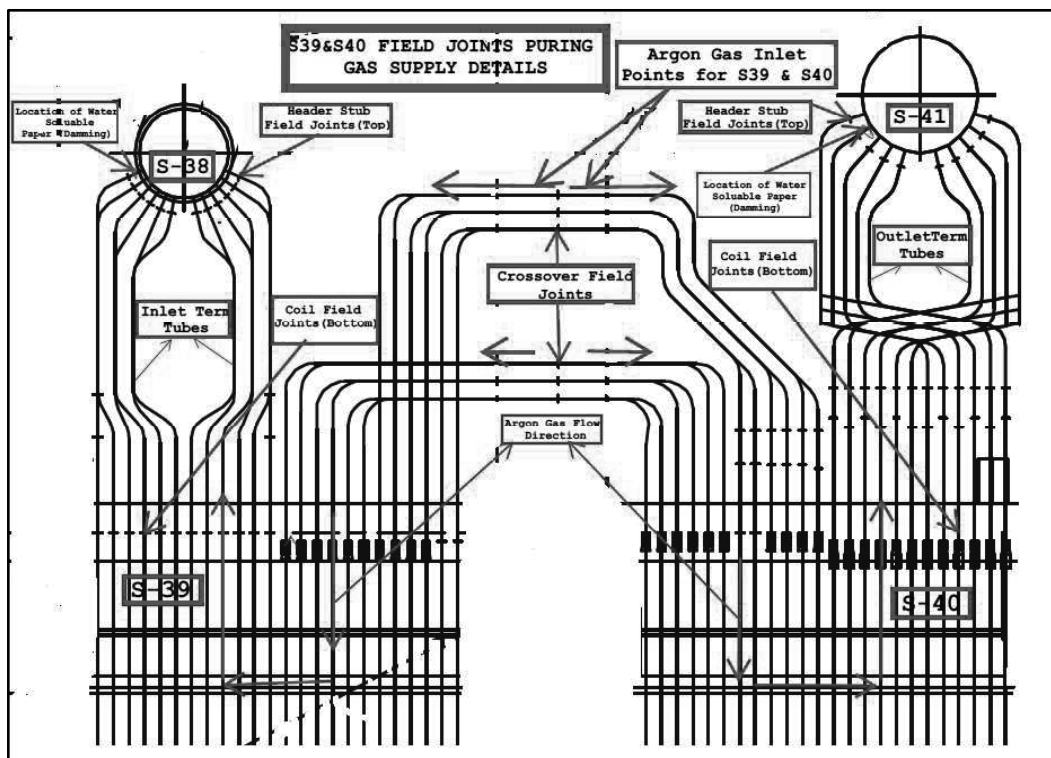 S39&S40 FIELD JOINTS PURING
GAS SUPPLY DETAILS
Argon Gas Inlet
Points for S39 & S40
Location of Water
Soluable
Paper (Damming)
Header Stub
Field Joints(Top)
Header Stub
Field Joints(Top)
S-41
S-38
Location of Water
Soluable Paper
(Damming)
Coil Field
Joints(Bottom)
OutletTerm
Tubes
Crossover Field
Joints
Inlet Term
Tubes
Coil Field
Joints(Bottom)
Argon Gas Flow
Direction
S-39
S-40